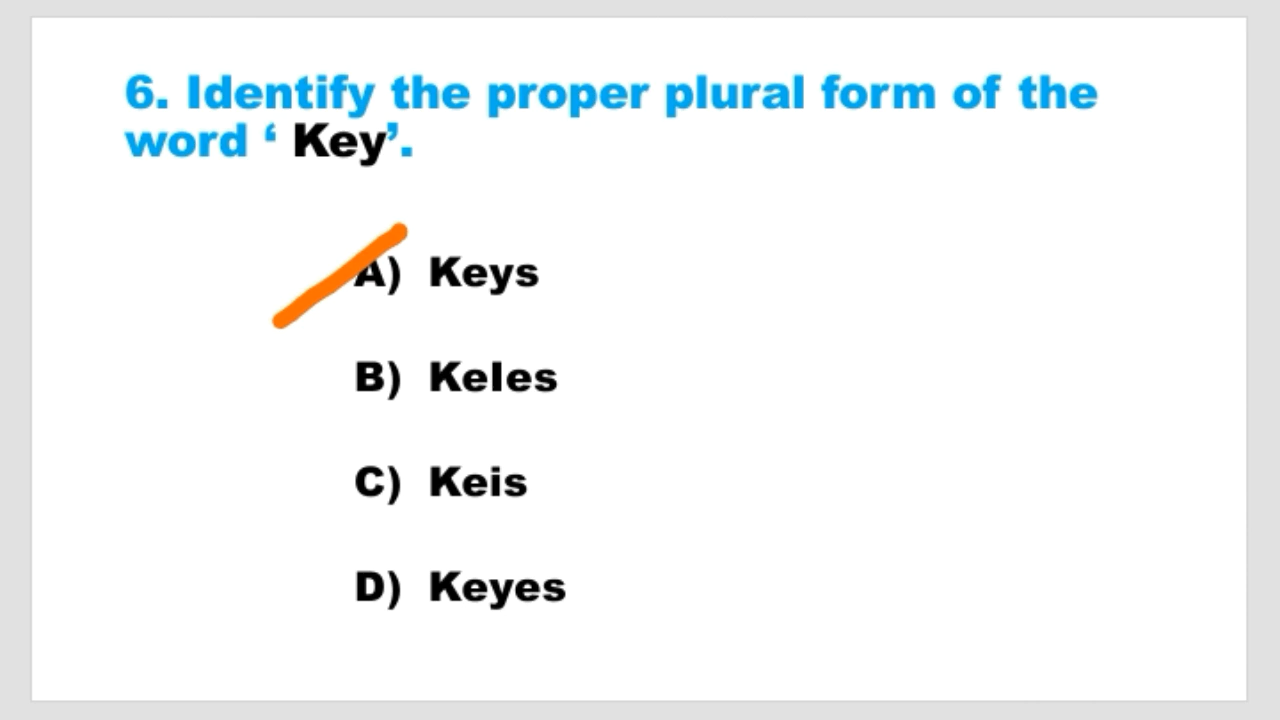 6. Identify the proper plural form of the
word ‘ Key’.
A) Keys
B) Keles
C) Keis
D) Keyes